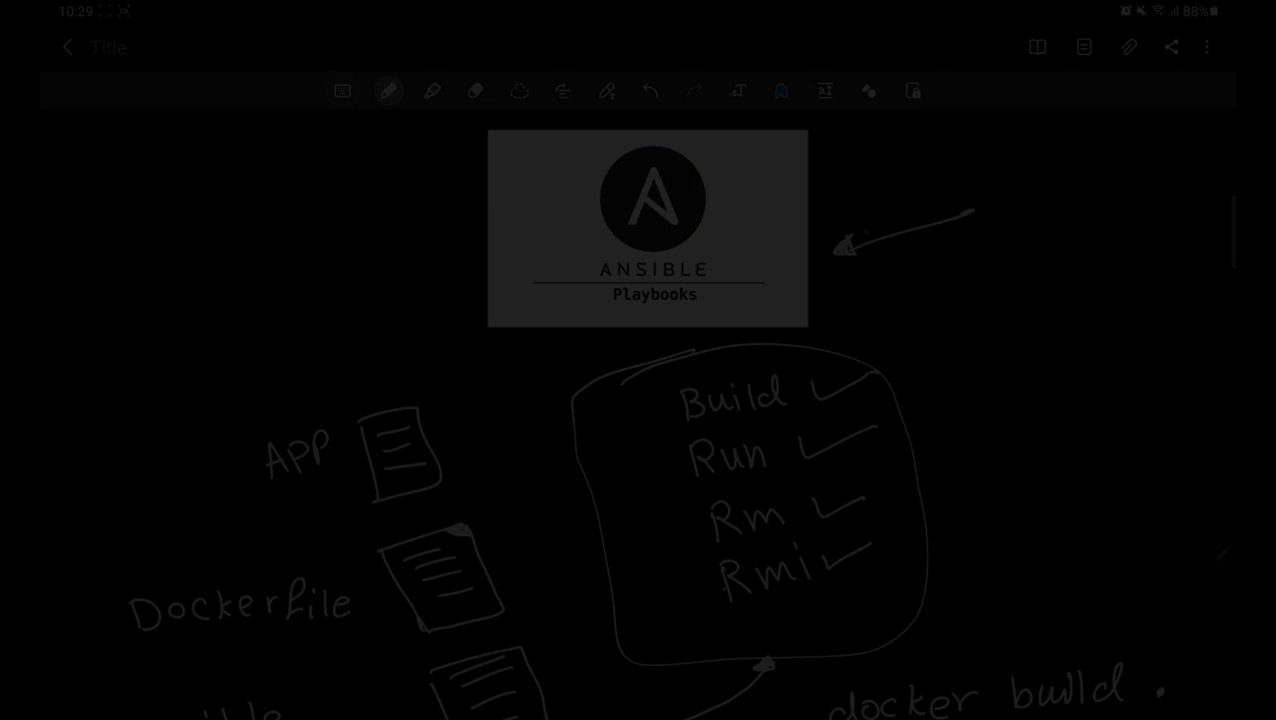 10:29
88%
Title
ANSIBLE
Playbooks
Build
Run
Rm
Rmi
APP
Dockerfile
docker build .